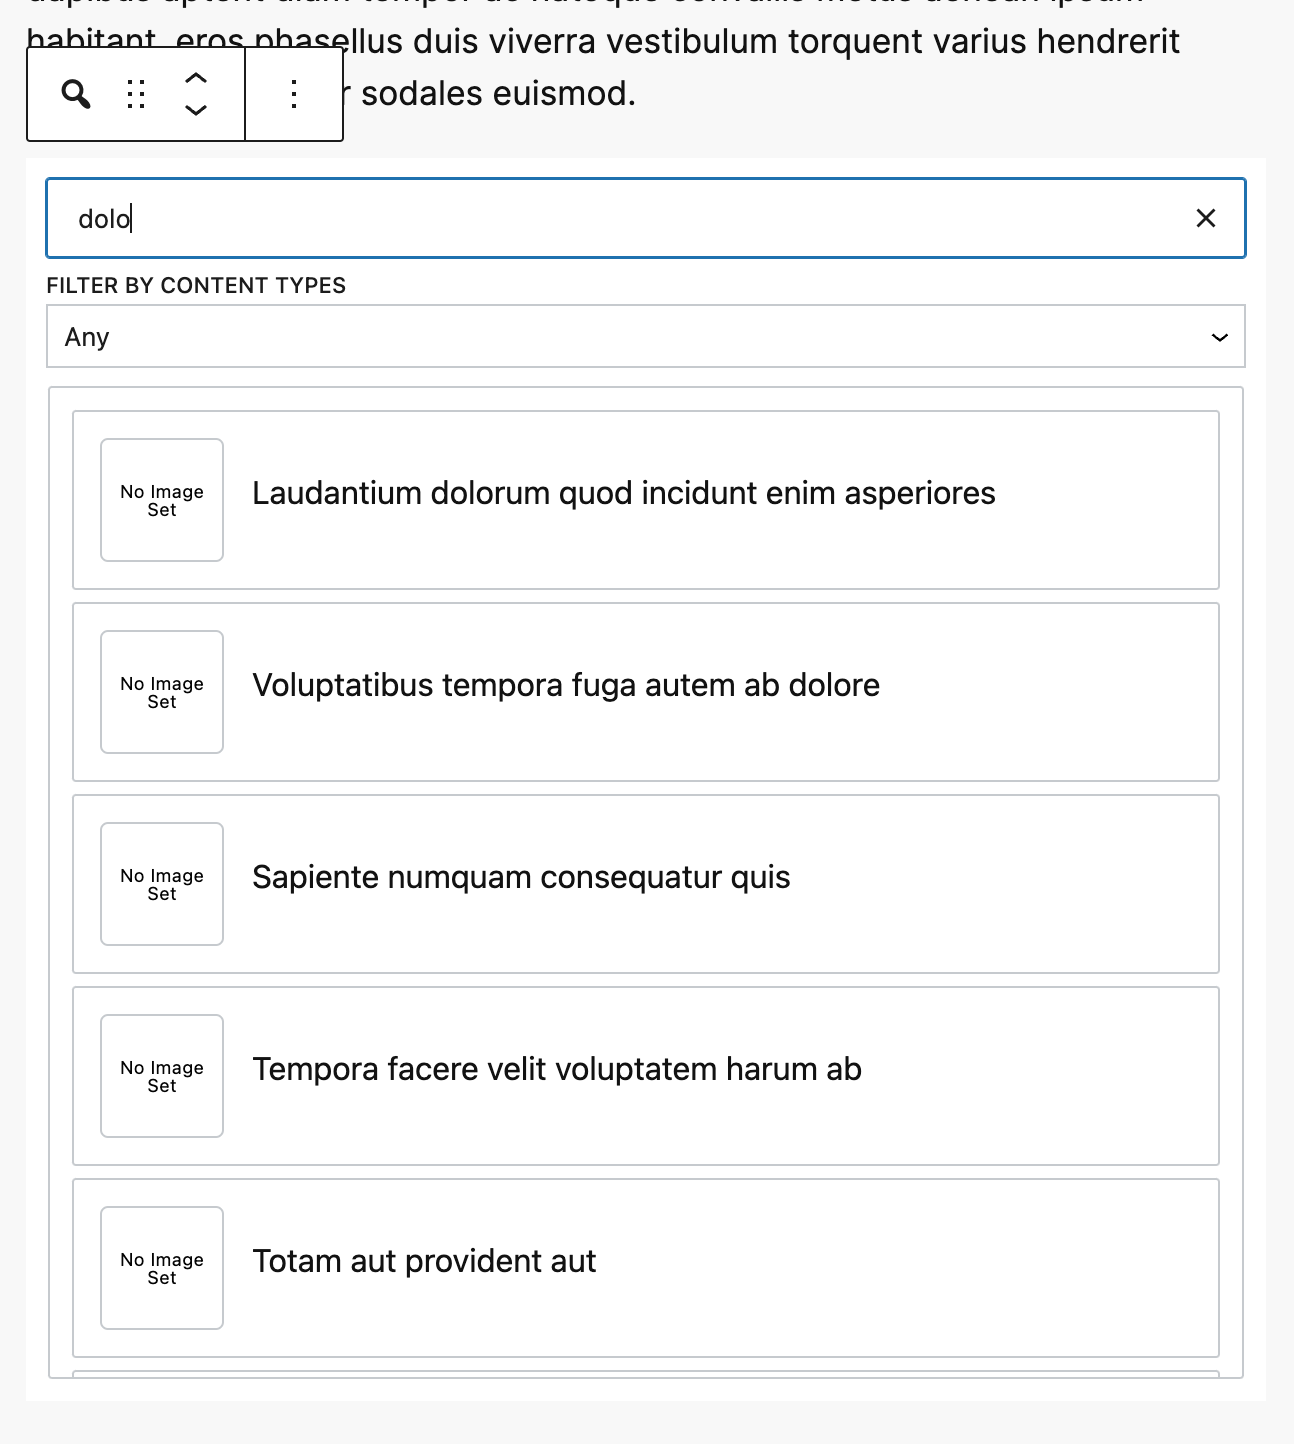 habitant, eros phasellus duis viverra vestibulum torquent varius hendrerit
sodales euismod.
dolo
FILTER BY CONTENT TYPES
Any
No Image
Set
Laudantium dolorum quod incidunt enim asperiores
No Image
Set
Voluptatibus tempora fuga autem ab dolore
No Image
Set
Sapiente numquam consequatur quis
No Image
Set
Tempora facere velit voluptatem harum ab
No Image
Set
Totam aut provident aut